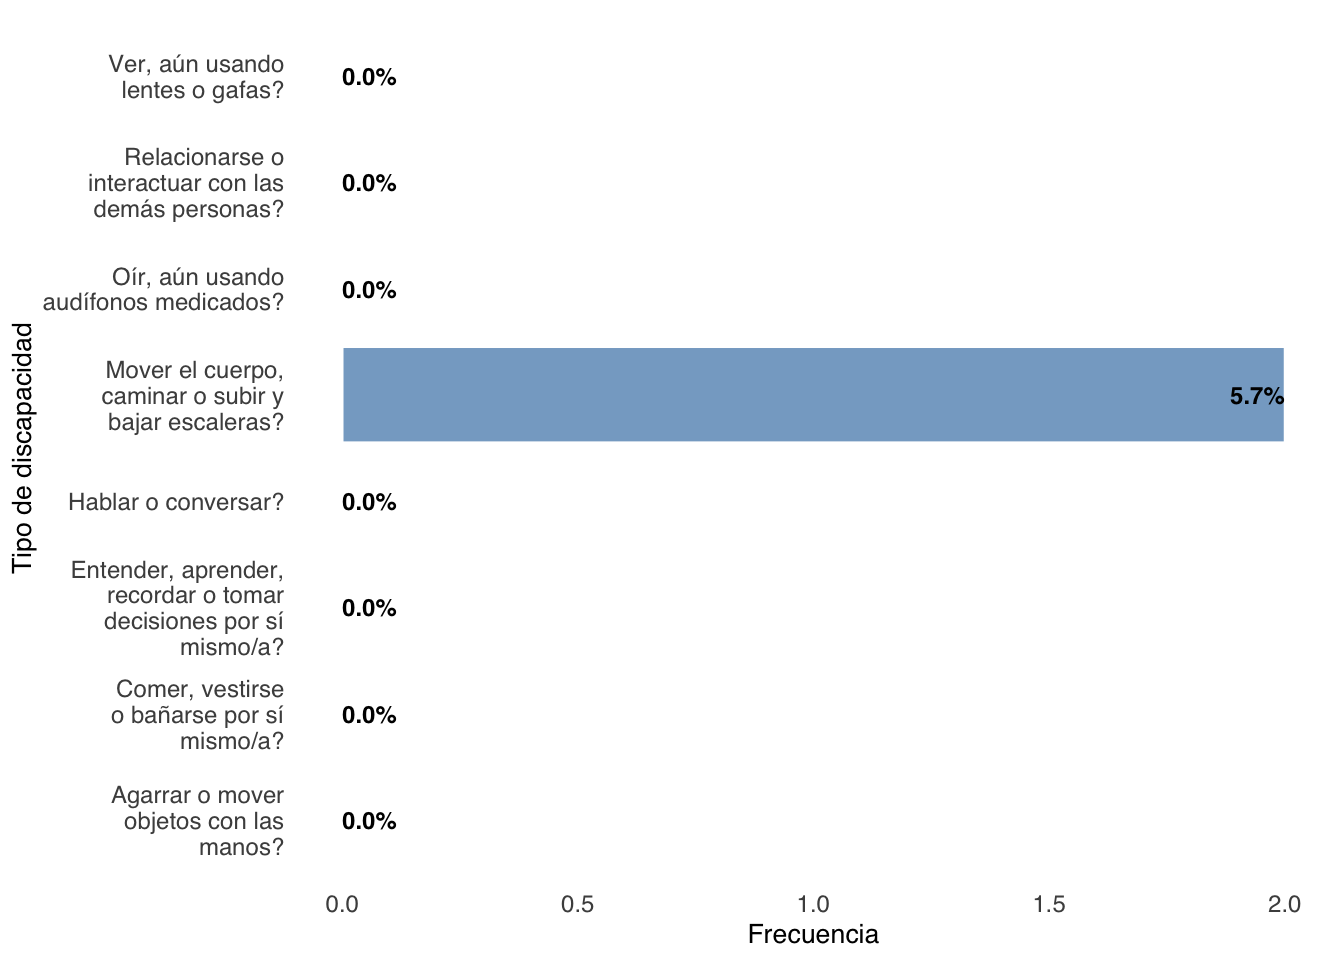 Ver, aún usando
lentes o gafas?
0.0%
Relacionarse o
interactuar con las
demás personas?
0.0%
Oír, aún usando
audífonos medicados?
0.0%
Mover el cuerpo,
caminar o subir y
bajar escaleras?
5.7%
Hablar o conversar?
0.0%
Entender, aprender,
recordar o tomar
decisiones por sí
mismo/a?
0.0%
Comer, vestirse
o bañarse por sí
mismo/a?
0.0%
Agarrar o mover
objetos con las
manos?
0.0%
Tipo de discapacidad
0.0 0.5 1.0 1.5 2.0
Frecuencia